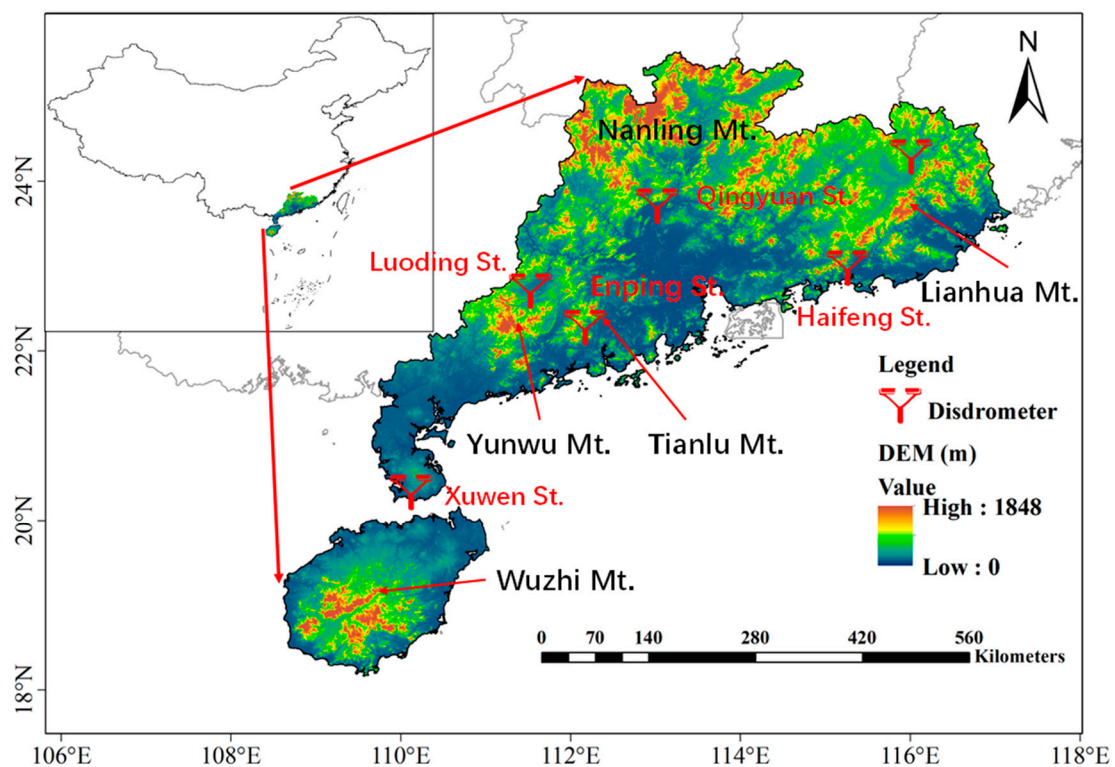 N
Nanling Mt.
24°N
Qingyuan St.
Luoding St.
Enping St.
Lianhua Mt.
Haifeng St.
22°N
Legend
Disdrometer
Yunwu Mt.
Tianlu Mt.
DEM (m)
Value
Xuwen St.
High : 1848
20°N
Low : 0
Wuzhi Mt.
0 70 140 280 420 560
Kilometers
18°N
106°E 108°E 110°E 112°E 114°E 116°E 118°E